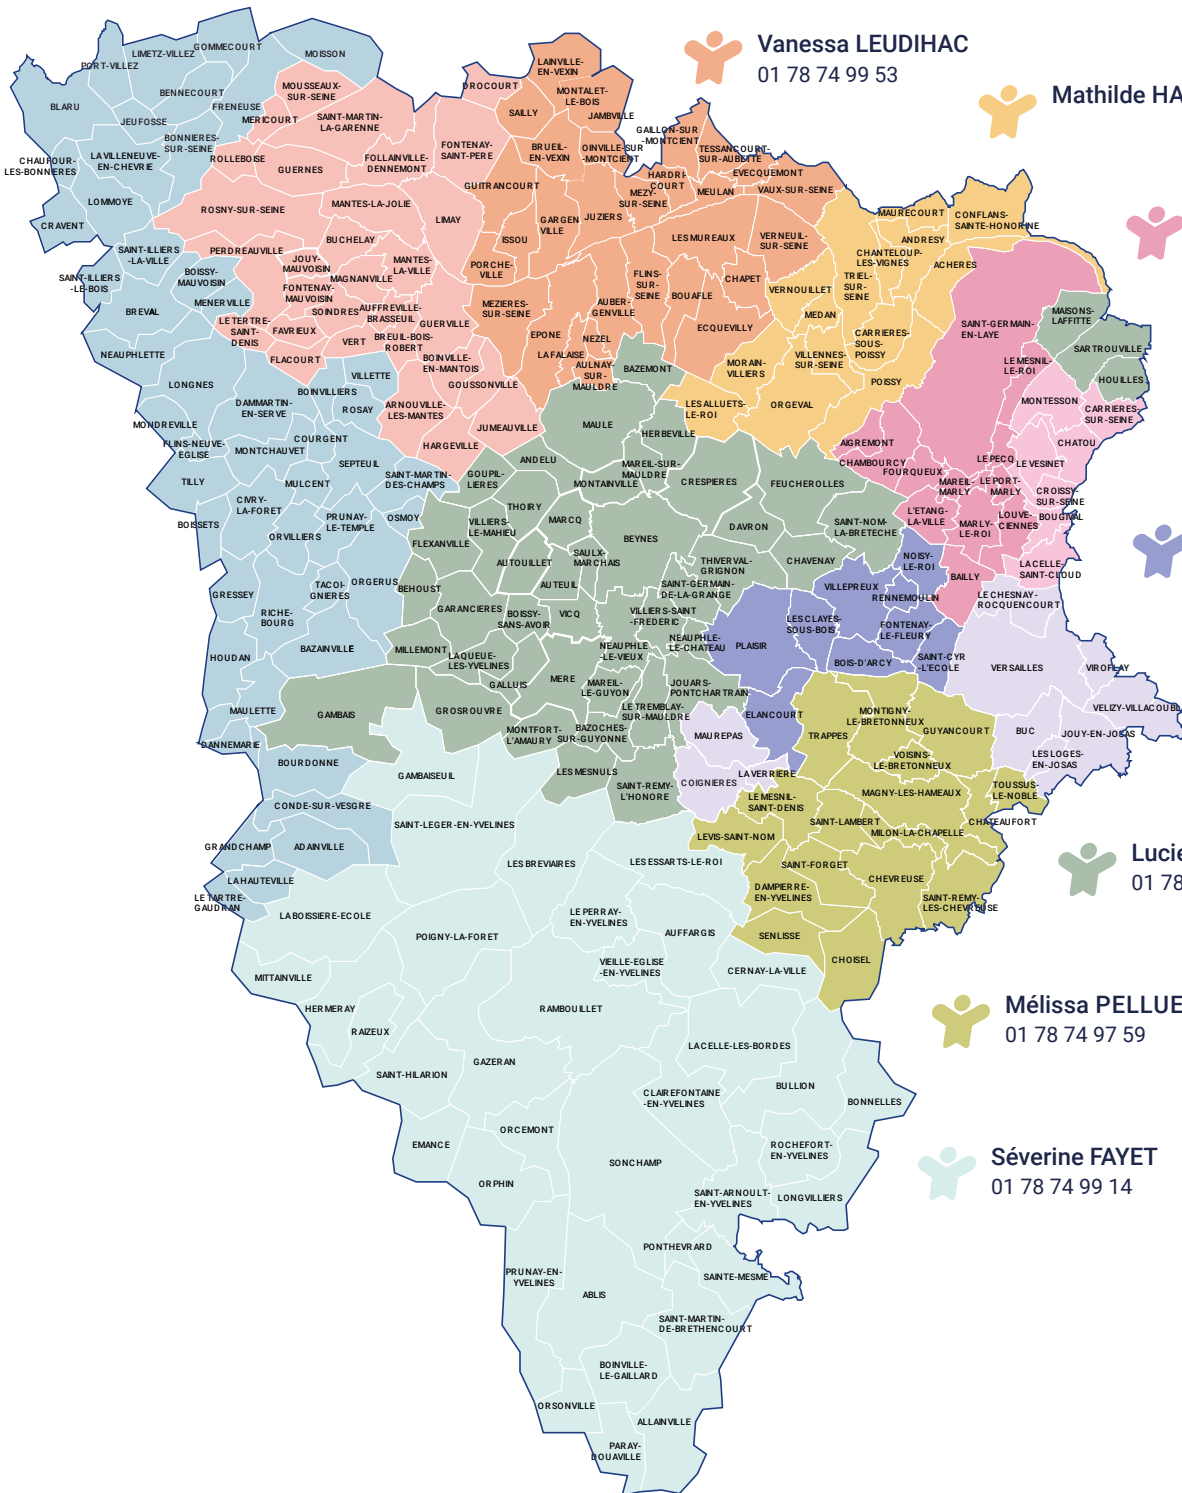 Vanessa LEUDIHAC
01 78 74 99 53
Mathilde HA
Lucie
01 78
Mélissa PELLUE
01 78 74 97 59
Séverine FAYET
01 78 74 99 14
LIMETZ-VILLEZ
GOMMECOURT
PORT-VILLEZ
MOISSON
BENNECOURT
BLARU
FRENEUSE
JEUFOSSE
BONNIERES-
SUR-SEINE
CHAUFOUR-
LES-BONNIERES
LA VILLENEUVE-
EN-CHEVRIE
LOMMOYE
CRAVENT
SAINT-ILLIERS
-LA-VILLE
SAINT-ILLIERS
-LE-BOIS
BOISSY-
MAUVOISIN
MENERVILLE
BREVAL
NEAUPHLETTE
LONGNES
MONDREVILLE
DAMMARTIN-
EN-SERVE
BOINVILLIERS
VILLETTE
ROSAY
FLINS-NEUVE-
EGLISE
MONTCHAUVET
COURGENT
SEPTEUIL
SAINT-MARTIN
-DES-CHAMPS
TILLY
MULCENT
CIVRY-
LA-FORET
BOISSETS
ORVILLIERS
PRUNAY-
LE-TEMPLE
OSMOY
GRESSEY
TACOI-
GNIERES
ORGERUS
RICHE-
BOURG
HOUDAN
BAZAINVILLE
MAULETTE
DANNEMARIE
BOURDONNE
CONDE-SUR-VESGRE
GRANDCHAMP
ADAINVILLE
LA HAUTEVILLE
LE TARTRE-
GAUDRAN
MOUSSEAUX-
SUR-SEINE
MERICOURT
SAINT-MARTIN-
LA-GARENNE
DROCOURT
ROLLEBOISE
GUERNES
FOLLAINVILLE-
DENNEMONT
FONTENAY-
SAINT-PERE
ROSNY-SUR-SEINE
MANTES-LA-JOLIE
LIMAY
PERDREAUVILLE
BUCHELAY
JOUY-
MAUVOISIN
MAGNANVILLE
MANTES-
LA-VILLE
FONTENAY-
MAUVOISIN
SOINDRES
AUFFREVILLE-
BRASSEUIL
GUERVILLE
LE TERTRE-
SAINT-
DENIS
FAVRIEUX
VERT
BREUIL-BOIS-
ROBERT
FLACOURT
BOINVILLE-
EN-MANTOIS
GOUSSONVILLE
ARNOUVILLE-
LES-MANTES
JUMEAUVILLE
HARGEVILLE
LAINVILLE-
EN-VEXIN
MONTALET-
LE-BOIS
SAILLY
JAMBVILLE
BRUEIL-
EN-VEXIN
OINVILLE-SUR
-MONTCIENT
GAILLON-SUR
-MONTCIENT
TESSANCOURT-
SUR-AUBETTE
EVECQUEMONT
HARDRI-
COURT
MEULAN
VAUX-SUR-SEINE
GUITRANCOURT
MEZY-
SUR-SEINE
GARGEN
VILLE
JUZIERS
ISSOU
LES MUREAUX
VERNEUIL-
SUR-SEINE
PORCHE-
VILLE
FLINS-
SUR-
SEINE
CHAPET
BOUAFLE
MEZIERES-
SUR-SEINE
AUBER-
GENVILLE
ECQUEVILLY
EPONE
NEZEL
LA FALAISE
AULNAY-
SUR-
MAULDRE
MAURECOURT
CONFLANS-
SAINTE-HONORINE
ANDRESY
CHANTELOUP-
LES-VIGNES
ACHERES
TRIEL-
SUR-
SEINE
VERNOUILLET
MEDAN
CARRIERES-
SOUS-
POISSY
VILLENNES-
SUR-SEINE
MORAIN-
VILLIERS
POISSY
LES ALLUETS-
LE-ROI
ORGEVAL
SAINT-GERMAIN-
EN-LAYE
LE MESNIL-
LE-ROI
AIGREMONT
CHAMBOURCY
FOURQUEUX
LE PECQ
MAREIL-
MARLY
LE PORT-
MARLY
L'ETANG-
LA-VILLE
MARLY-
LE-ROI
LOUVE-
CIENNES
BAILLY
MAISONS-
LAFFITTE
SARTROUVILLE
HOUILLES
MONTESSON
CARRIERES-
SUR-SEINE
CHATOU
LE VESINET
CROISSY-
SUR-SEINE
BOUGIVAL
LA CELLE-
SAINT-CLOUD
BAZEMONT
MAULE
HERBEVILLE
ANDELU
MAREIL-SUR-
MAULDRE
MONTAINVILLE
CRESPIERES
FEUCHEROLLES
GOUPIL-
LIERES
THOIRY
MARCQ
DAVRON
SAINT-NOM-
LA-BRETECHE
VILLIERS-
LE-MAHIEU
FLEXANVILLE
BEYNES
SAULX-
MARCHAIS
AUTOUILLET
THIVERVAL-
GRIGNON
CHAVENAY
BEHOUST
AUTEUIL
SAINT-GERMAIN-
DE-LA-GRANGE
GARANCIERES
BOISSY-
SANS-AVOIR
VICQ
VILLIERS-SAINT
-FREDERIC
NEAUPHLE-
LE-CHATEAU
NEAUPHLE
-LE-VIEUX
MILLEMONT
LA QUEUE-
LES-YVELINES
GALLUIS
MERE
MAREIL-
LE-GUYON
JOUARS-
PONTCHARTRAIN
LE TREMBLAY-
SUR-MAULDRE
GROSROUVRE
GAMBAIS
MONTFORT-
L'AMAURY
BAZOCHES-
SUR-GUYONNE
LES MESNULS
SAINT-REMY-
L'HONORE
NOISY-
LE-ROI
VILLEPREUX
RENNEMOULIN
LES CLAYES-
SOUS-BOIS
FONTENAY-
LE-FLEURY
PLAISIR
BOIS-D'ARCY
SAINT-CYR
-L'ECOLE
ELANCOURT
LE CHESNAY-
ROCQUENCOURT
VERSAILLES
VIROFLAY
VELIZY-VILLACOUBL
BUC
JOUY-EN-JOSAS
LES LOGES-
EN-JOSAS
MAUREPAS
COIGNIERES
LA VERRIERE
MONTIGNY-
LE-BRETONNEUX
TRAPPES
GUYANCOURT
VOISINS-
LE-BRETONNEUX
MAGNY-LES-HAMEAUX
TOUSSUS-
LE-NOBLE
CHATEAUFORT
LE MESNIL-
SAINT-DENIS
SAINT-LAMBERT
MILON-LA-CHAPELLE
LEVIS-SAINT-NOM
SAINT-FORGET
CHEVREUSE
DAMPIERRE-
EN-YVELINES
SAINT-REMY-
LES-CHEVREUSE
SENLISSE
CHOISEL
GAMBAISEUIL
SAINT-LEGER-EN-YVELINES
LES BREVIAIRES
LES ESSARTS-LE-ROI
LA BOISSIERE-ECOLE
LE PERRAY-
EN-YVELINES
AUFFARGIS
POIGNY-LA-FORET
VIEILLE-EGLISE
-EN-YVELINES
CERNAY-LA-VILLE
MITTAINVILLE
HERMERAY
RAIZEUX
RAMBOUILLET
LA CELLE-LES-BORDES
GAZERAN
SAINT-HILARION
CLAIREFONTAINE
-EN-YVELINES
BULLION
BONNELLES
EMANCE
ORCEMONT
ROCHEFORT-
EN-YVELINES
SONCHAMP
ORPHIN
SAINT-ARNOULT-
EN-YVELINES
LONGVILLIERS
PONTHEVRARD
PRUNAY-EN-
YVELINES
SAINTE-MESME
ABLIS
SAINT-MARTIN-
DE-BRETHENCOURT
BOINVILLE-
LE-GAILLARD
ORSONVILLE
ALLAINVILLE
PARAY-
DOUAVILLE